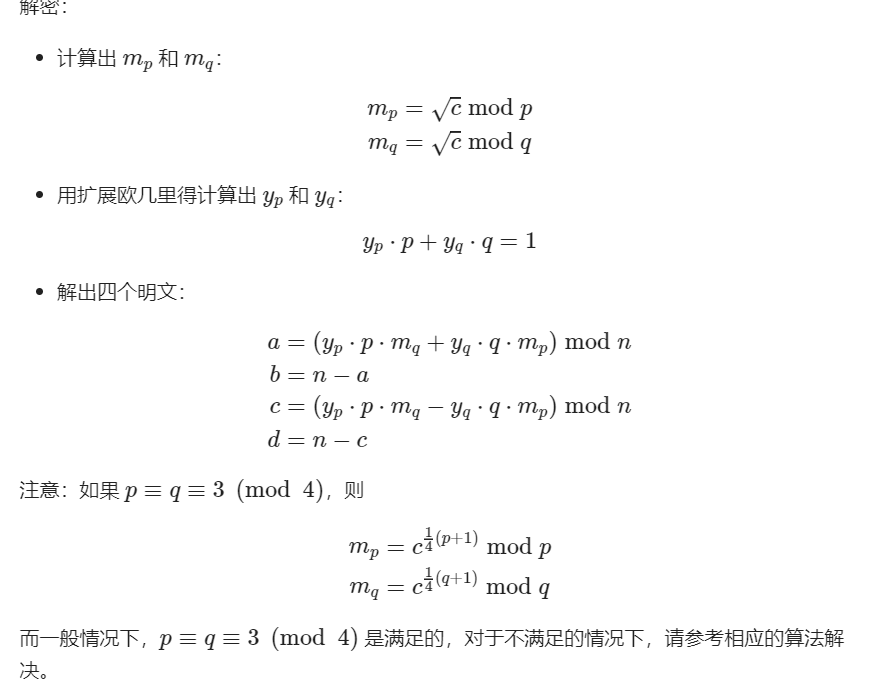 解密：
• 计算出 $m_p$ 和 $m_q$：
$m_p = \sqrt{c} \bmod p$
$m_q = \sqrt{c} \bmod q$
• 用扩展欧几里得计算出 $y_p$ 和 $y_q$：
$y_p \cdot p + y_q \cdot q = 1$
• 解出四个明文：
$a = (y_p \cdot p \cdot m_q + y_q \cdot q \cdot m_p) \bmod n$
$b = n - a$
$c = (y_p \cdot p \cdot m_q - y_q \cdot q \cdot m_p) \bmod n$
$d = n - c$
注意：如果 $p \equiv q \equiv 3 \pmod 4$，则
$m_p = c^{\frac{1}{4}(p+1)} \bmod p$
$m_q = c^{\frac{1}{4}(q+1)} \bmod q$
而一般情况下，$p \equiv q \equiv 3 \pmod 4$ 是满足的，对于不满足的情况下，请参考相应的算法解
决。